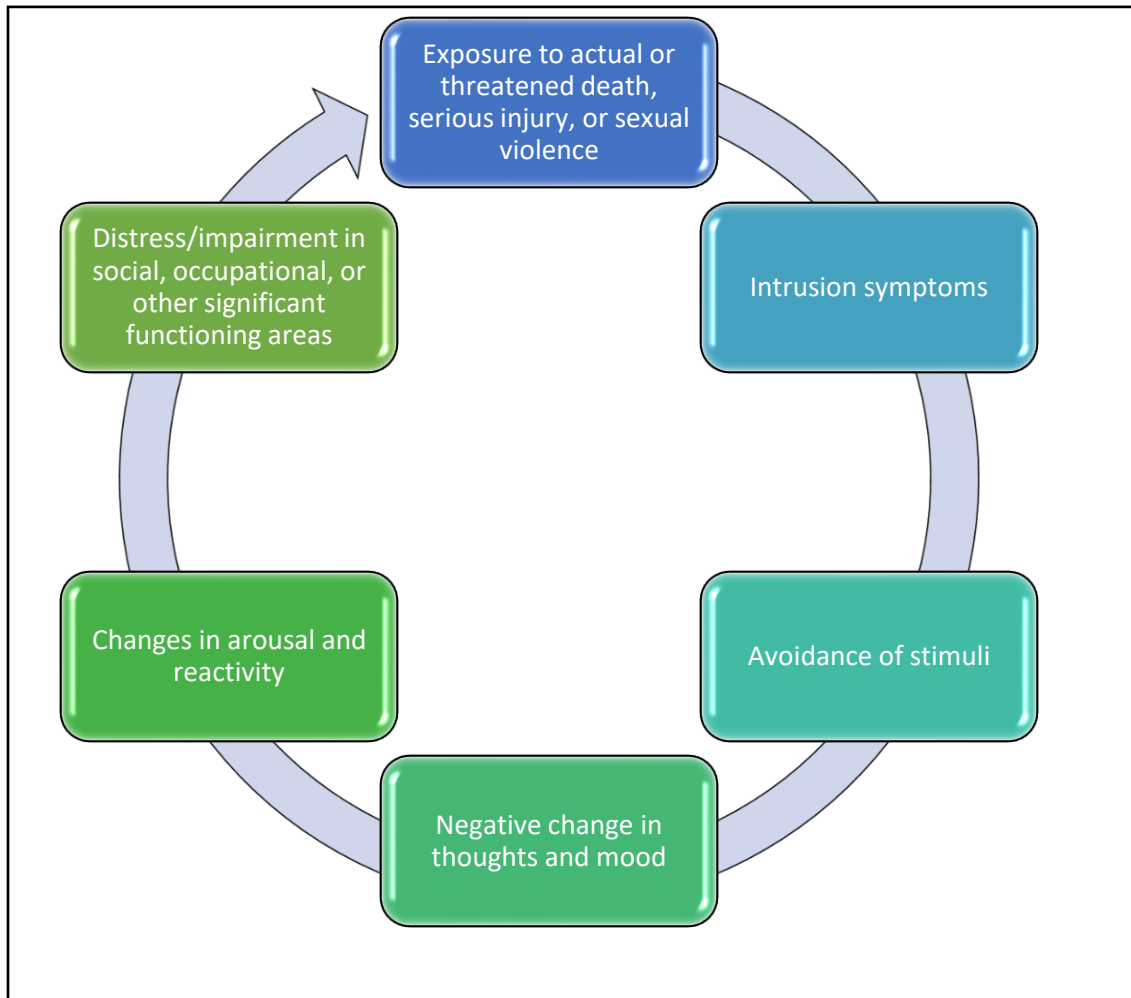 Exposure to actual or
threatened death,
serious injury, or sexual
violence
Intrusion symptoms
Avoidance of stimuli
Negative change in
thoughts and mood
Changes in arousal and
reactivity
Distress/impairment in
social, occupational, or
other significant
functioning areas